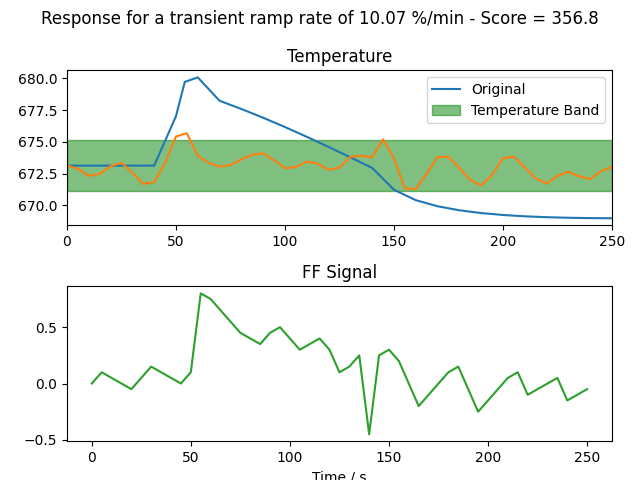 Response for a transient ramp rate of 10.07 %/min - Score = 356.8
Temperature
680.0
677.5
675.0
672.5
670.0
Original
Temperature Band
0 50 100 150 200 250
FF Signal
0.5
0.0
−0.5
0 50 100 150 200 250
Time / s